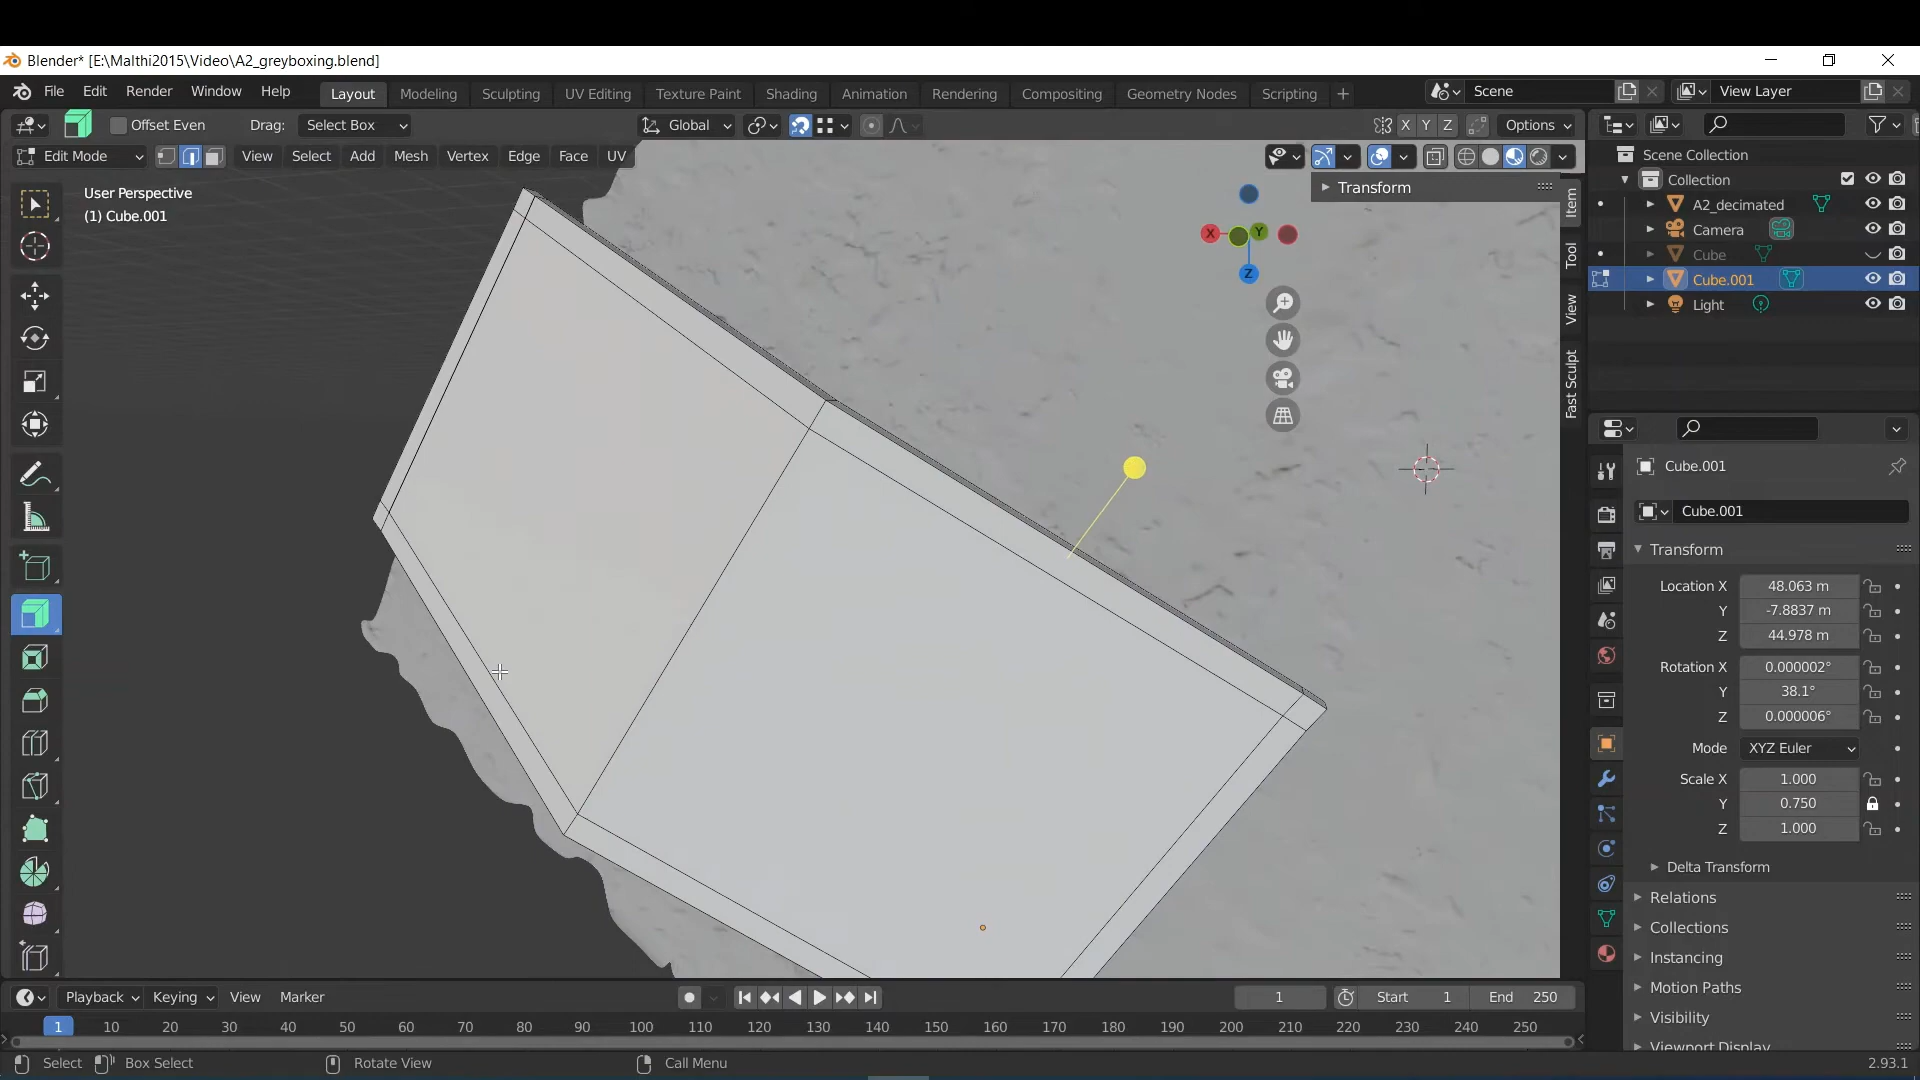 Blender* [E:\Malthi2015\Video\A2_greyboxing.blend]
File Edit Render Window Help Layout Modeling Sculpting UV Editing Texture Paint Shading Animation Rendering Compositing Geometry Nodes Scripting + Scene View Layer
Offset Even Drag: Select Box Global X Y Z Options
Edit Mode View Select Add Mesh Vertex Edge Face UV
User Perspective
(1) Cube.001
Transform
X Y Z
Item
Tool
View
Fast Sculpt
Scene Collection
Collection
A2_decimated
Camera
Cube
Cube.001
Light
Cube.001
Cube.001
Transform
Location X 48.063 m
Y -7.8837 m
Z 44.978 m
Rotation X 0.000002°
Y 38.1°
Z 0.000006°
Mode XYZ Euler
Scale X 1.000
Y 0.750
Z 1.000
Delta Transform
Relations
Collections
Instancing
Motion Paths
Visibility
Viewport Display
Playback Keying View Marker 1 Start 1 End 250
1 10 20 30 40 50 60 70 80 90 100 110 120 130 140 150 160 170 180 190 200 210 220 230 240 250
Select Box Select Rotate View Call Menu 2.93.1